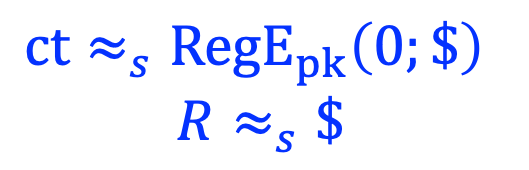 ct ≈ₛ RegE_pk(0; $)
R ≈ₛ $